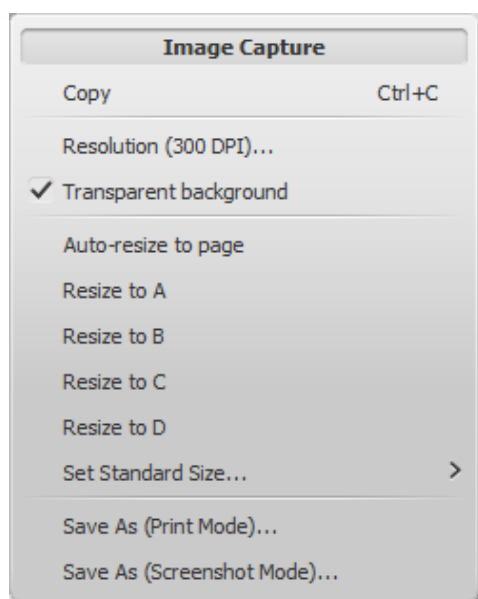 Image Capture
Copy Ctrl+C
Resolution (300 DPI)...
Transparent background
Auto-resize to page
Resize to A
Resize to B
Resize to C
Resize to D
Set Standard Size...
Save As (Print Mode)...
Save As (Screenshot Mode)...